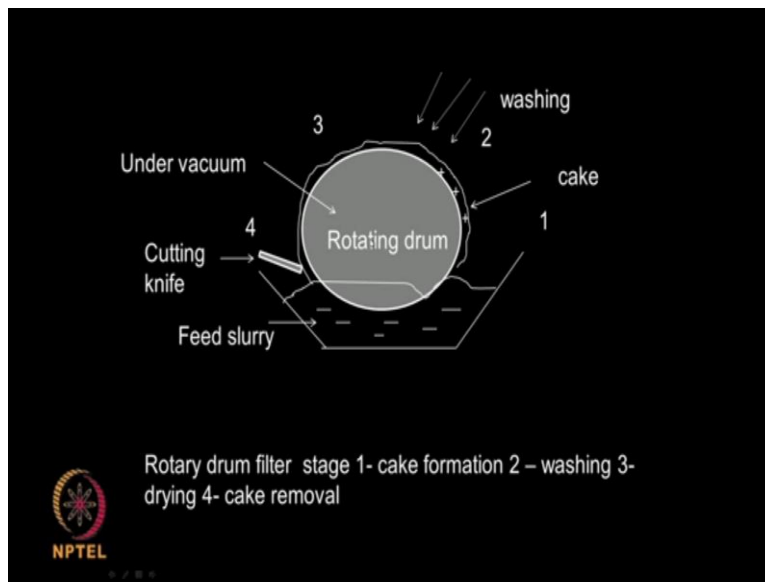 washing
3
2
Under vacuum
cake
4
1
Rotating drum
Cutting
knife
Feed slurry
Rotary drum filter stage 1- cake formation 2 – washing 3-
drying 4- cake removal
NPTEL